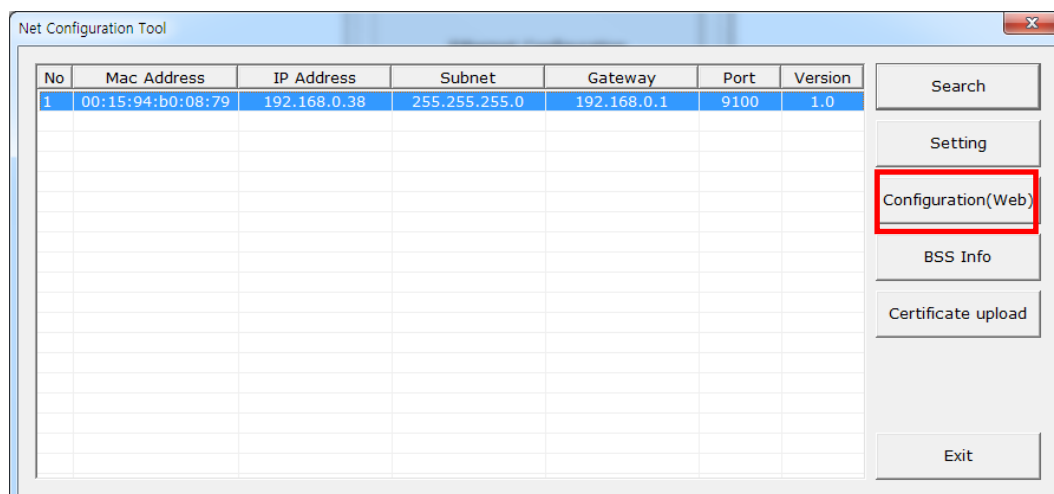 Net Configuration Tool
No Mac Address IP Address Subnet Gateway Port Version
1 00:15:94:b0:08:79 192.168.0.38 255.255.255.0 192.168.0.1 9100 1.0
Search
Setting
Configuration(Web)
BSS Info
Certificate upload
Exit